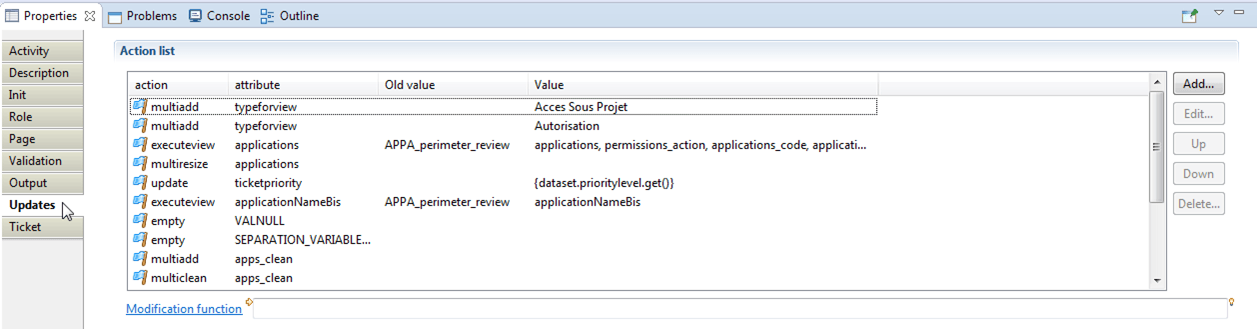 Properties Problems Console Outline
Activity
Description
Init
Role
Page
Validation
Output
Updates
Ticket
Action list
action attribute Old value Value
multiadd typeforview Acces Sous Projet
multiadd typeforview Autorisation
executeview applications APPA_perimeter_review applications, permissions_action, applications_code, applicati...
multiresize applications
update ticketpriority {dataset.prioritylevel.get()}
executeview applicationNameBis APPA_perimeter_review applicationNameBis
empty VALNULL
empty SEPARATION_VARIABLE...
multiadd apps_clean
multiclean apps_clean
Add...
Edit...
Up
Down
Delete...
Modification function